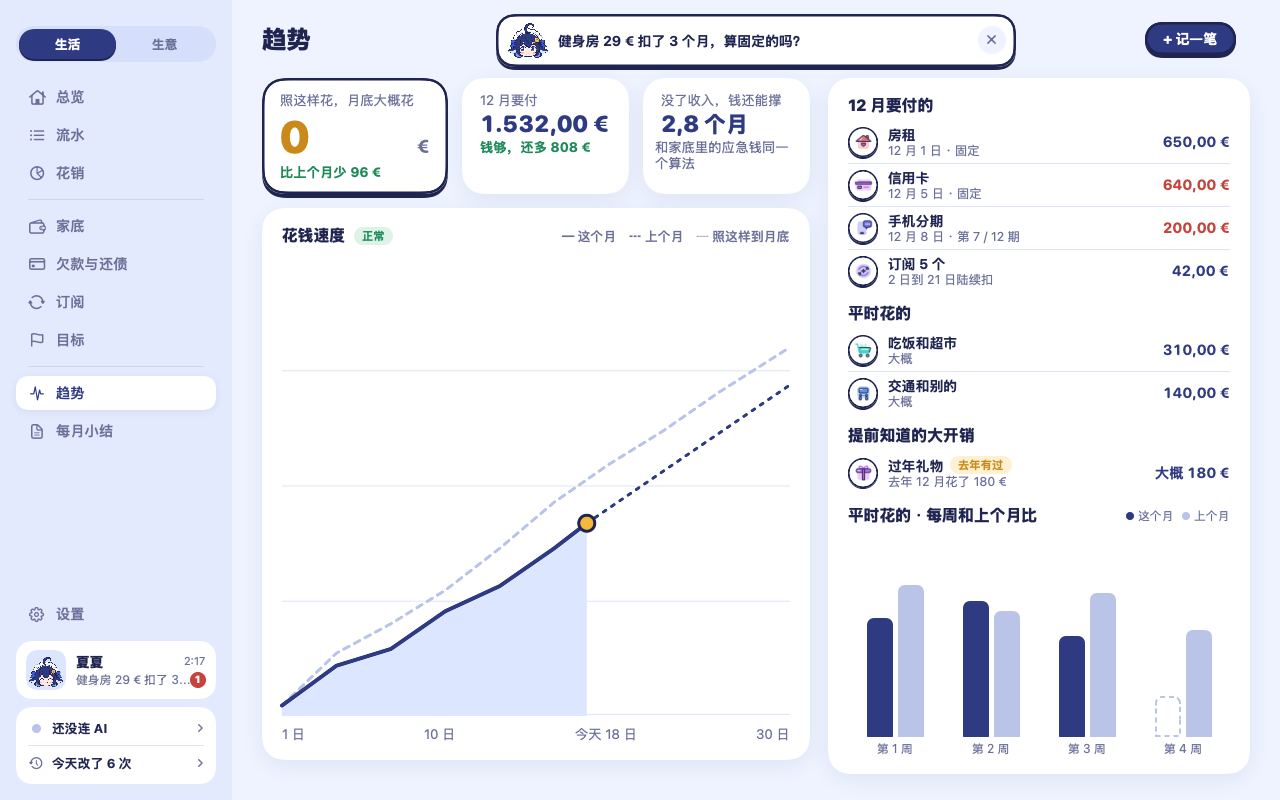 生活
生意
总览
流水
花销
家底
欠款与还债
订阅
目标
趋势
每月小结
设置
夏夏
2:17
健身房 29 € 扣了 3...
1
还没连 AI
今天改了 6 次
趋势
健身房 29 € 扣了 3 个月，算固定的吗?
+ 记一笔
照这样花，月底大概花
0
€
比上个月少 96 €
12 月要付
1.532,00 €
钱够，还多 808 €
没了收入，钱还能撑
2,8 个月
和家底里的应急钱同一
个算法
花钱速度
正常
这个月
上个月
照这样到月底
1 日
10 日
今天 18 日
30 日
12 月要付的
房租
12 月 1 日 · 固定
650,00 €
信用卡
12 月 5 日 · 固定
640,00 €
手机分期
12 月 8 日 · 第 7 / 12 期
200,00 €
订阅 5 个
2 日到 21 日陆续扣
42,00 €
平时花的
吃饭和超市
大概
310,00 €
交通和别的
大概
140,00 €
提前知道的大开销
过年礼物
去年有过
去年 12 月花了 180 €
大概 180 €
平时花的 · 每周和上个月比
这个月
上个月
第 1 周
第 2 周
第 3 周
第 4 周